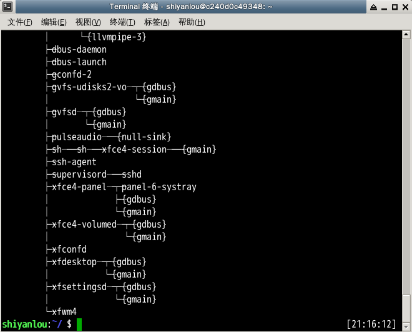 Terminal 终端 - shiyanlou@c240d0c49348: ~
文件(F) 编辑(E) 视图(V) 终端(T) 标签(A) 帮助(H)
│      └─{llvmpipe-3}
├─dbus-daemon
├─dbus-launch
├─gconfd-2
├─gvfs-udisks2-vo─┬─{gdbus}
│                 └─{gmain}
├─gvfsd─┬─{gdbus}
│       └─{gmain}
├─pulseaudio───{null-sink}
├─sh───sh───xfce4-session───{gmain}
├─ssh-agent
├─supervisord───sshd
├─xfce4-panel─┬─panel-6-systray
│             ├─{gdbus}
│             └─{gmain}
├─xfce4-volumed─┬─{gdbus}
│               └─{gmain}
├─xfconfd
├─xfdesktop─┬─{gdbus}
│           └─{gmain}
├─xfsettingsd─┬─{gdbus}
│             └─{gmain}
└─xfwm4
shiyanlou:~/ $ [21:16:12]